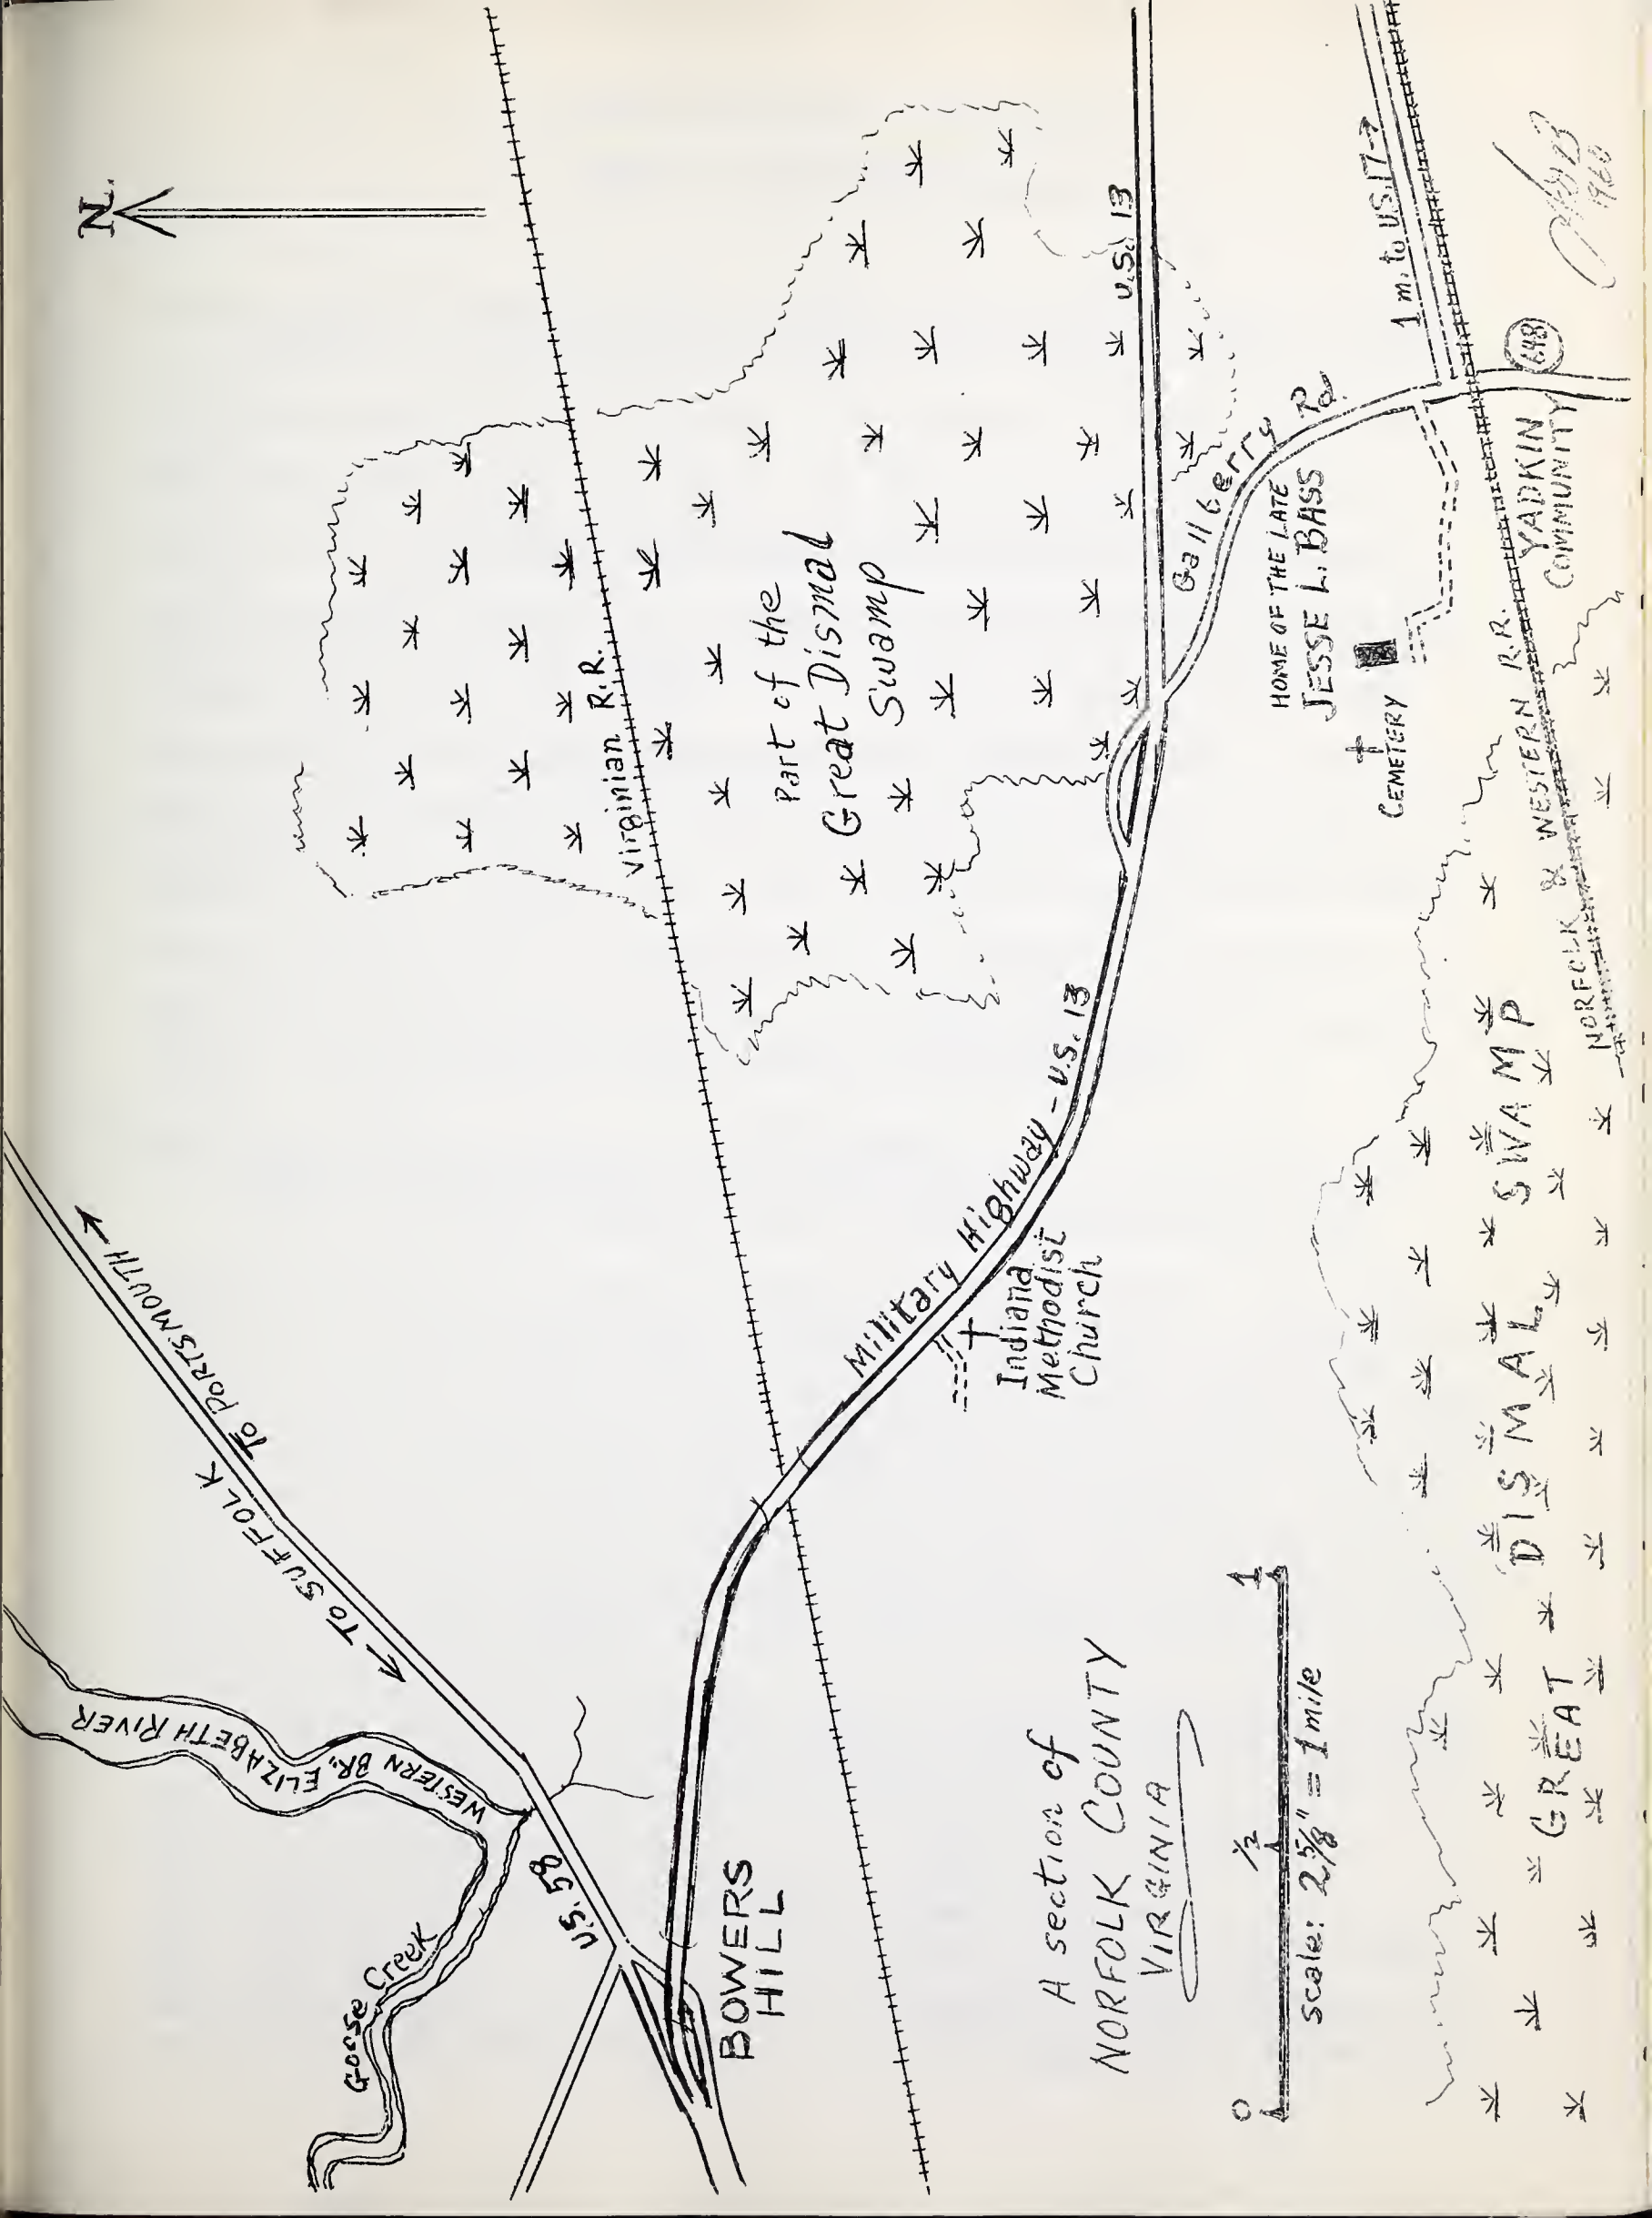 N.
TO PORTSMOUTH →
← TO SUFFOLK
WESTERN BR., ELIZABETH RIVER
Goose Creek
U.S. 58
BOWERS
HILL
Virginian R.R.
Part of the
Great Dismal
Swamp
Military Highway - U.S. 13
U.S. 13
Indiana
Methodist
Church
Gallberry Rd.
HOME OF THE LATE
JESSE L. BASS
CEMETERY
1 m. to U.S. 17 →
648
YADKIN
COMMUNITY
NORFOLK & WESTERN R.R.
GREAT DISMAL SWAMP
A section of
NORFOLK COUNTY
VIRGINIA
0 1/2 1
scale: 2 5/8" = 1 mile
1960